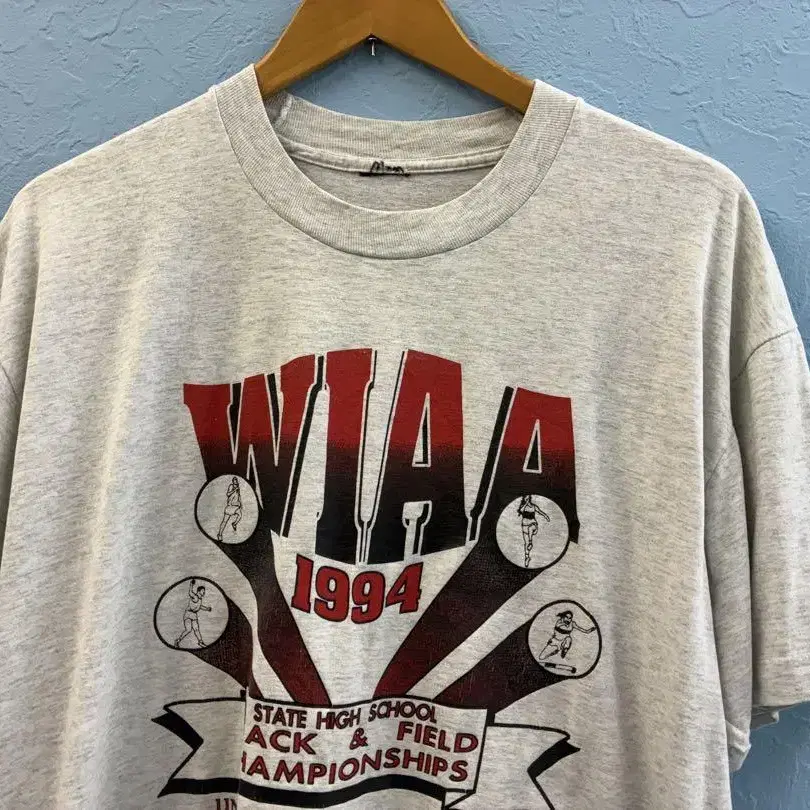 WIAA
1994
STATE HIGH SCHOOL
ACK & FIELD
HAMPIONSHIPS